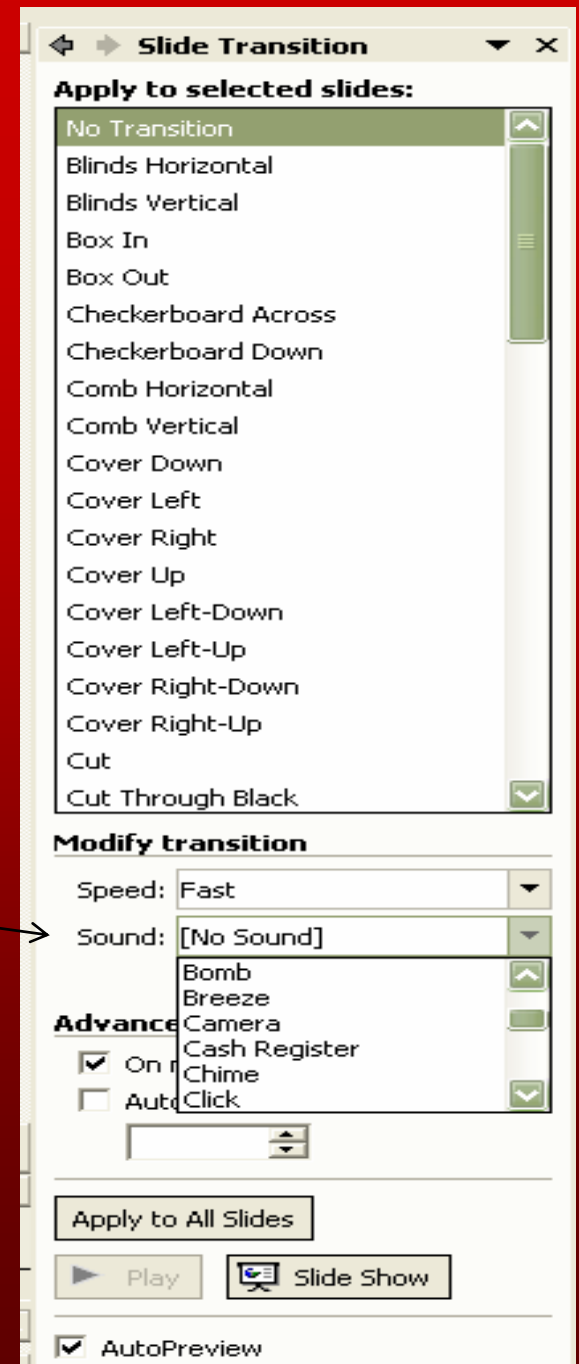 Slide Transition
Apply to selected slides:
No Transition
Blinds Horizontal
Blinds Vertical
Box In
Box Out
Checkerboard Across
Checkerboard Down
Comb Horizontal
Comb Vertical
Cover Down
Cover Left
Cover Right
Cover Up
Cover Left-Down
Cover Left-Up
Cover Right-Down
Cover Right-Up
Cut
Cut Through Black
Modify transition
Speed: Fast
Sound: [No Sound]
Bomb
Breeze
Advance
Camera
Cash Register
On
Chime
Click
Apply to All Slides
Play
Slide Show
AutoPreview